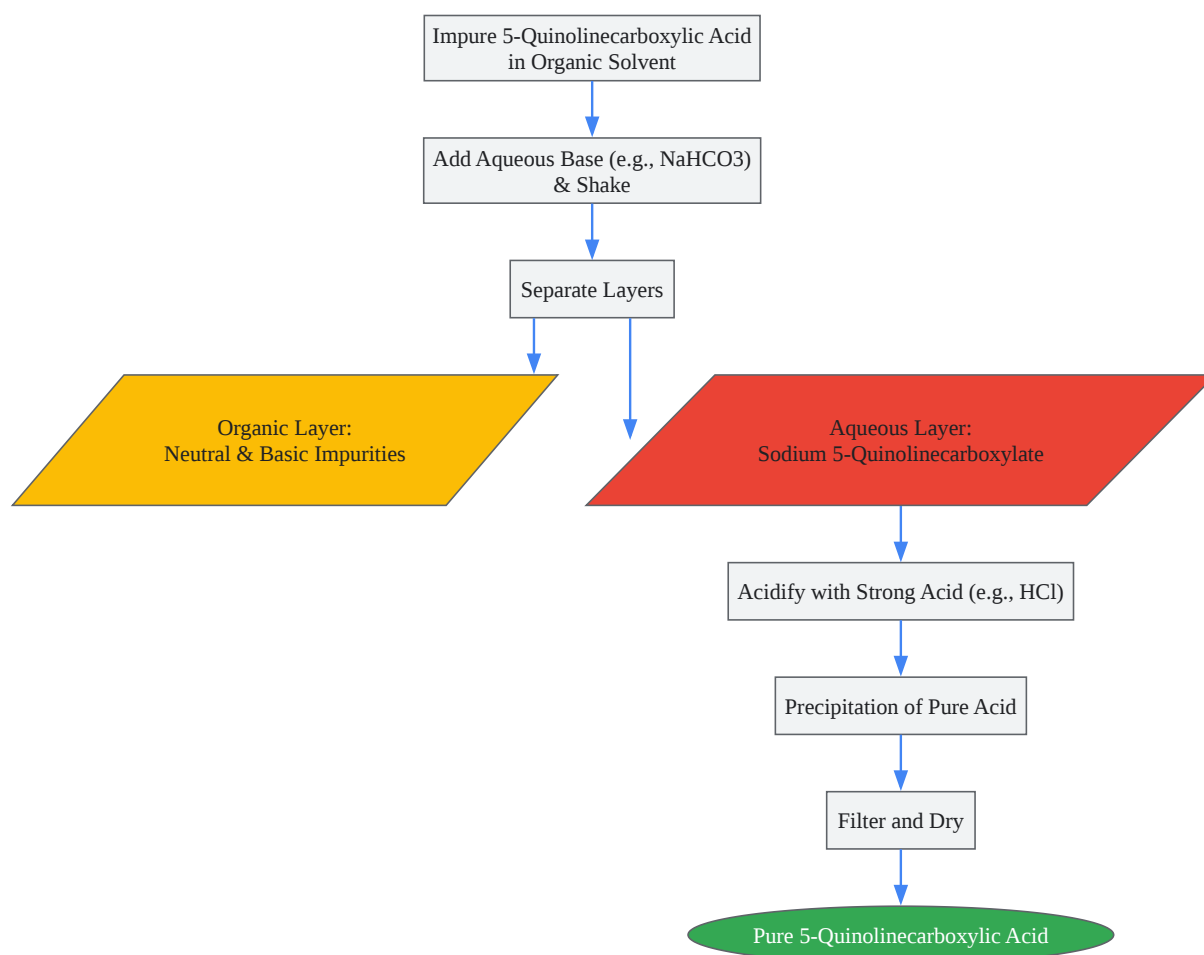 Impure 5-Quinolinecarboxylic Acid
in Organic Solvent
Add Aqueous Base (e.g., NaHCO3)
& Shake
Separate Layers
Organic Layer:
Neutral & Basic Impurities
Aqueous Layer:
Sodium 5-Quinolinecarboxylate
Acidify with Strong Acid (e.g., HCl)
Precipitation of Pure Acid
Filter and Dry
Pure 5-Quinolinecarboxylic Acid